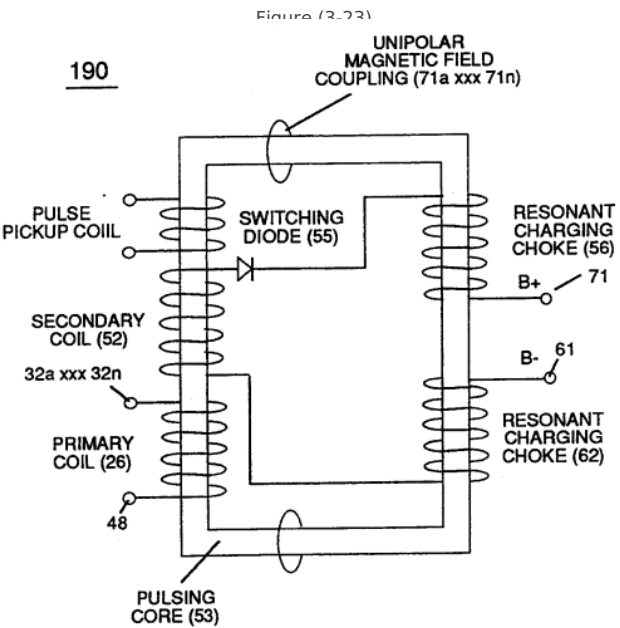 Figure (3-23)
190
UNIPOLAR
MAGNETIC FIELD
COUPLING (71a xxx 71n)
PULSE
PICKUP COIIL
SWITCHING
DIODE (55)
RESONANT
CHARGING
CHOKE (56)
B+
71
SECONDARY
COIL (52)
32a xxx 32n
B-
61
PRIMARY
COIL (26)
RESONANT
CHARGING
CHOKE (62)
48
PULSING
CORE (53)